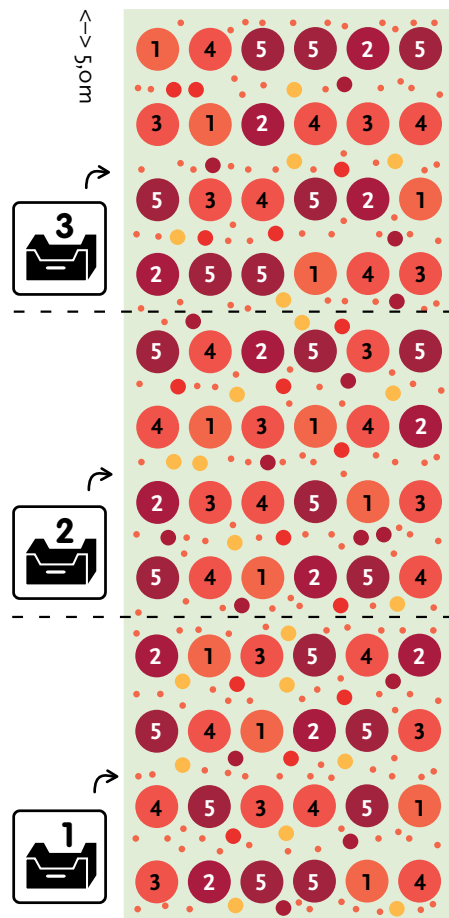 <–> 5,0m
1 4 5 5 2 5
3 1 2 4 3 4
5 3 4 5 2 1
3
2 5 5 1 4 3
5 4 2 5 3 5
4 1 3 1 4 2
2 3 4 5 1 3
2
5 4 1 2 5 4
2 1 3 5 4 2
5 4 1 2 5 3
4 5 3 4 5 1
1
3 2 5 5 1 4